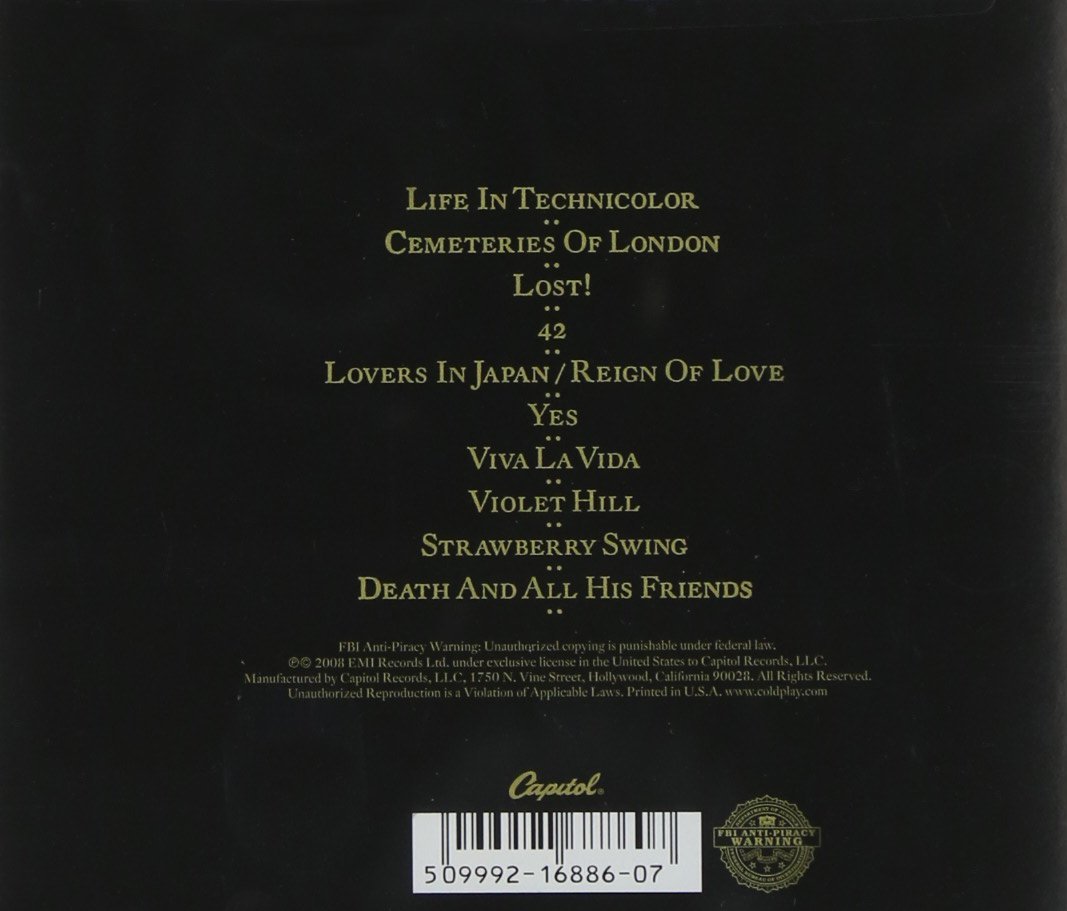 Life In Technicolor
Cemeteries Of London
Lost!
42
Lovers In Japan / Reign Of Love
Yes
Viva La Vida
Violet Hill
Strawberry Swing
Death And All His Friends
FBI Anti-Piracy Warning: Unauthorized copying is punishable under federal law.
℗© 2008 EMI Records Ltd. under exclusive license in the United States to Capitol Records, LLC.
Manufactured by Capitol Records, LLC, 1750 N. Vine Street, Hollywood, California 90028. All Rights Reserved.
Unauthorized Reproduction is a Violation of Applicable Laws. Printed in U.S.A. www.coldplay.com
Capitol®
5 09992-16886-07
FBI ANTI-PIRACY
WARNING